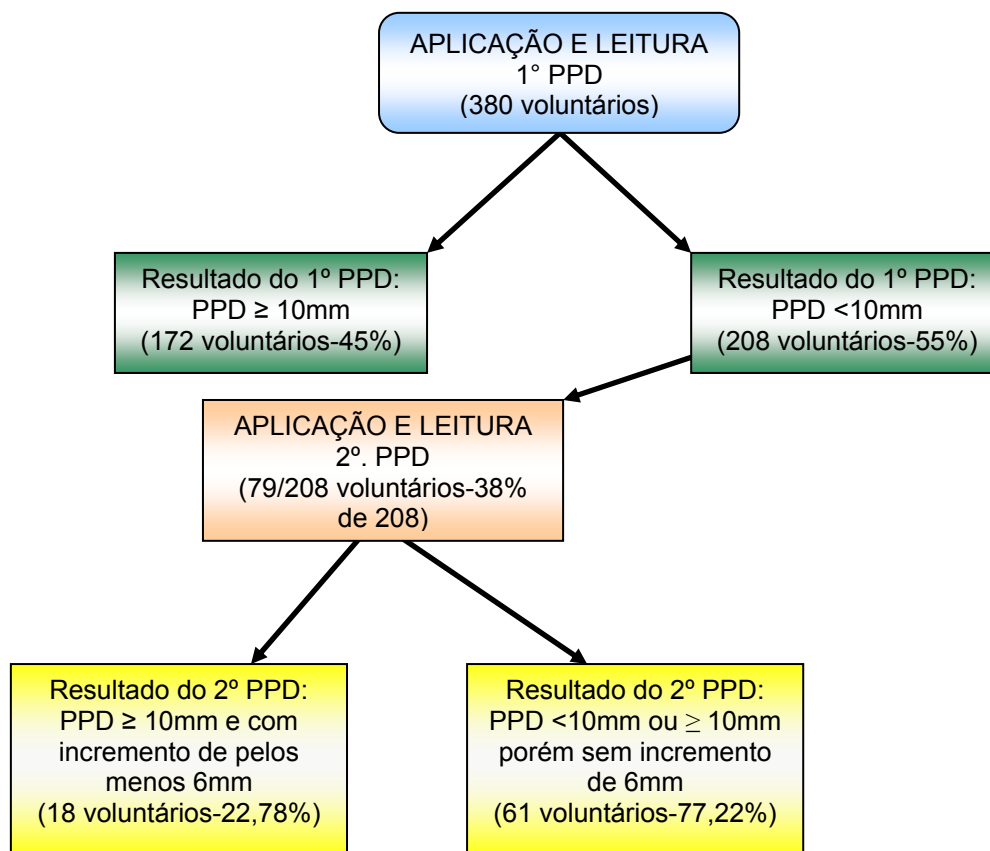 APLICAÇÃO E LEITURA
1° PPD
(380 voluntários)
Resultado do 1º PPD:
PPD ≥ 10mm
(172 voluntários-45%)
Resultado do 1º PPD:
PPD <10mm
(208 voluntários-55%)
APLICAÇÃO E LEITURA
2º. PPD
(79/208 voluntários-38%
de 208)
Resultado do 2º PPD:
PPD ≥ 10mm e com
incremento de pelos
menos 6mm
(18 voluntários-22,78%)
Resultado do 2º PPD:
PPD <10mm ou ≥ 10mm
porém sem incremento
de 6mm
(61 voluntários-77,22%)